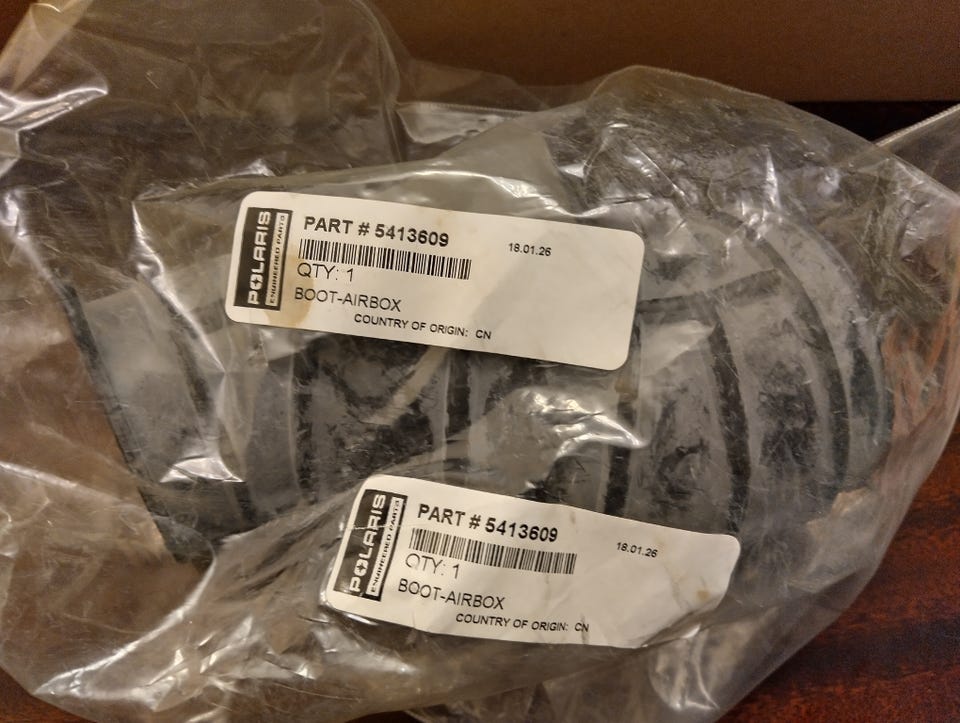 POLARIS
ENGINEERED PARTS
PART # 5413609
18.01.26
QTY: 1
BOOT-AIRBOX
COUNTRY OF ORIGIN: CN
POLARIS
ENGINEERED PARTS
PART # 5413609
18.01.26
QTY: 1
BOOT-AIRBOX
COUNTRY OF ORIGIN: CN